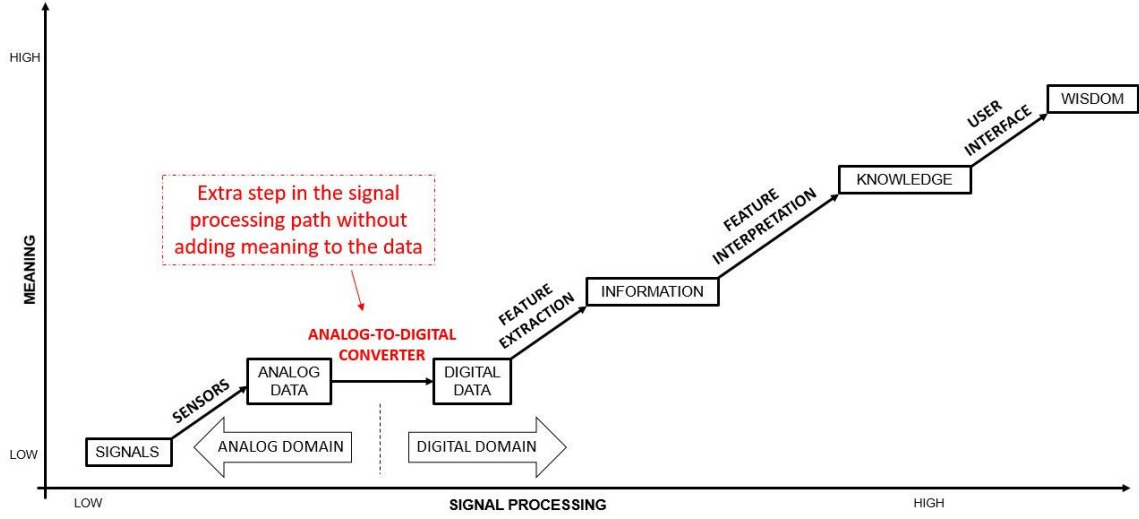 HIGH
WISDOM
USER
INTERFACE
KNOWLEDGE
FEATURE
INTERPRETATION
Extra step in the signal
processing path without
adding meaning to the data
INFORMATION
FEATURE
EXTRACTION
ANALOG-TO-DIGITAL
CONVERTER
MEANING
ANALOG
DATA
DIGITAL
DATA
SENSORS
SIGNALS
ANALOG DOMAIN
DIGITAL DOMAIN
LOW
LOW
SIGNAL PROCESSING
HIGH